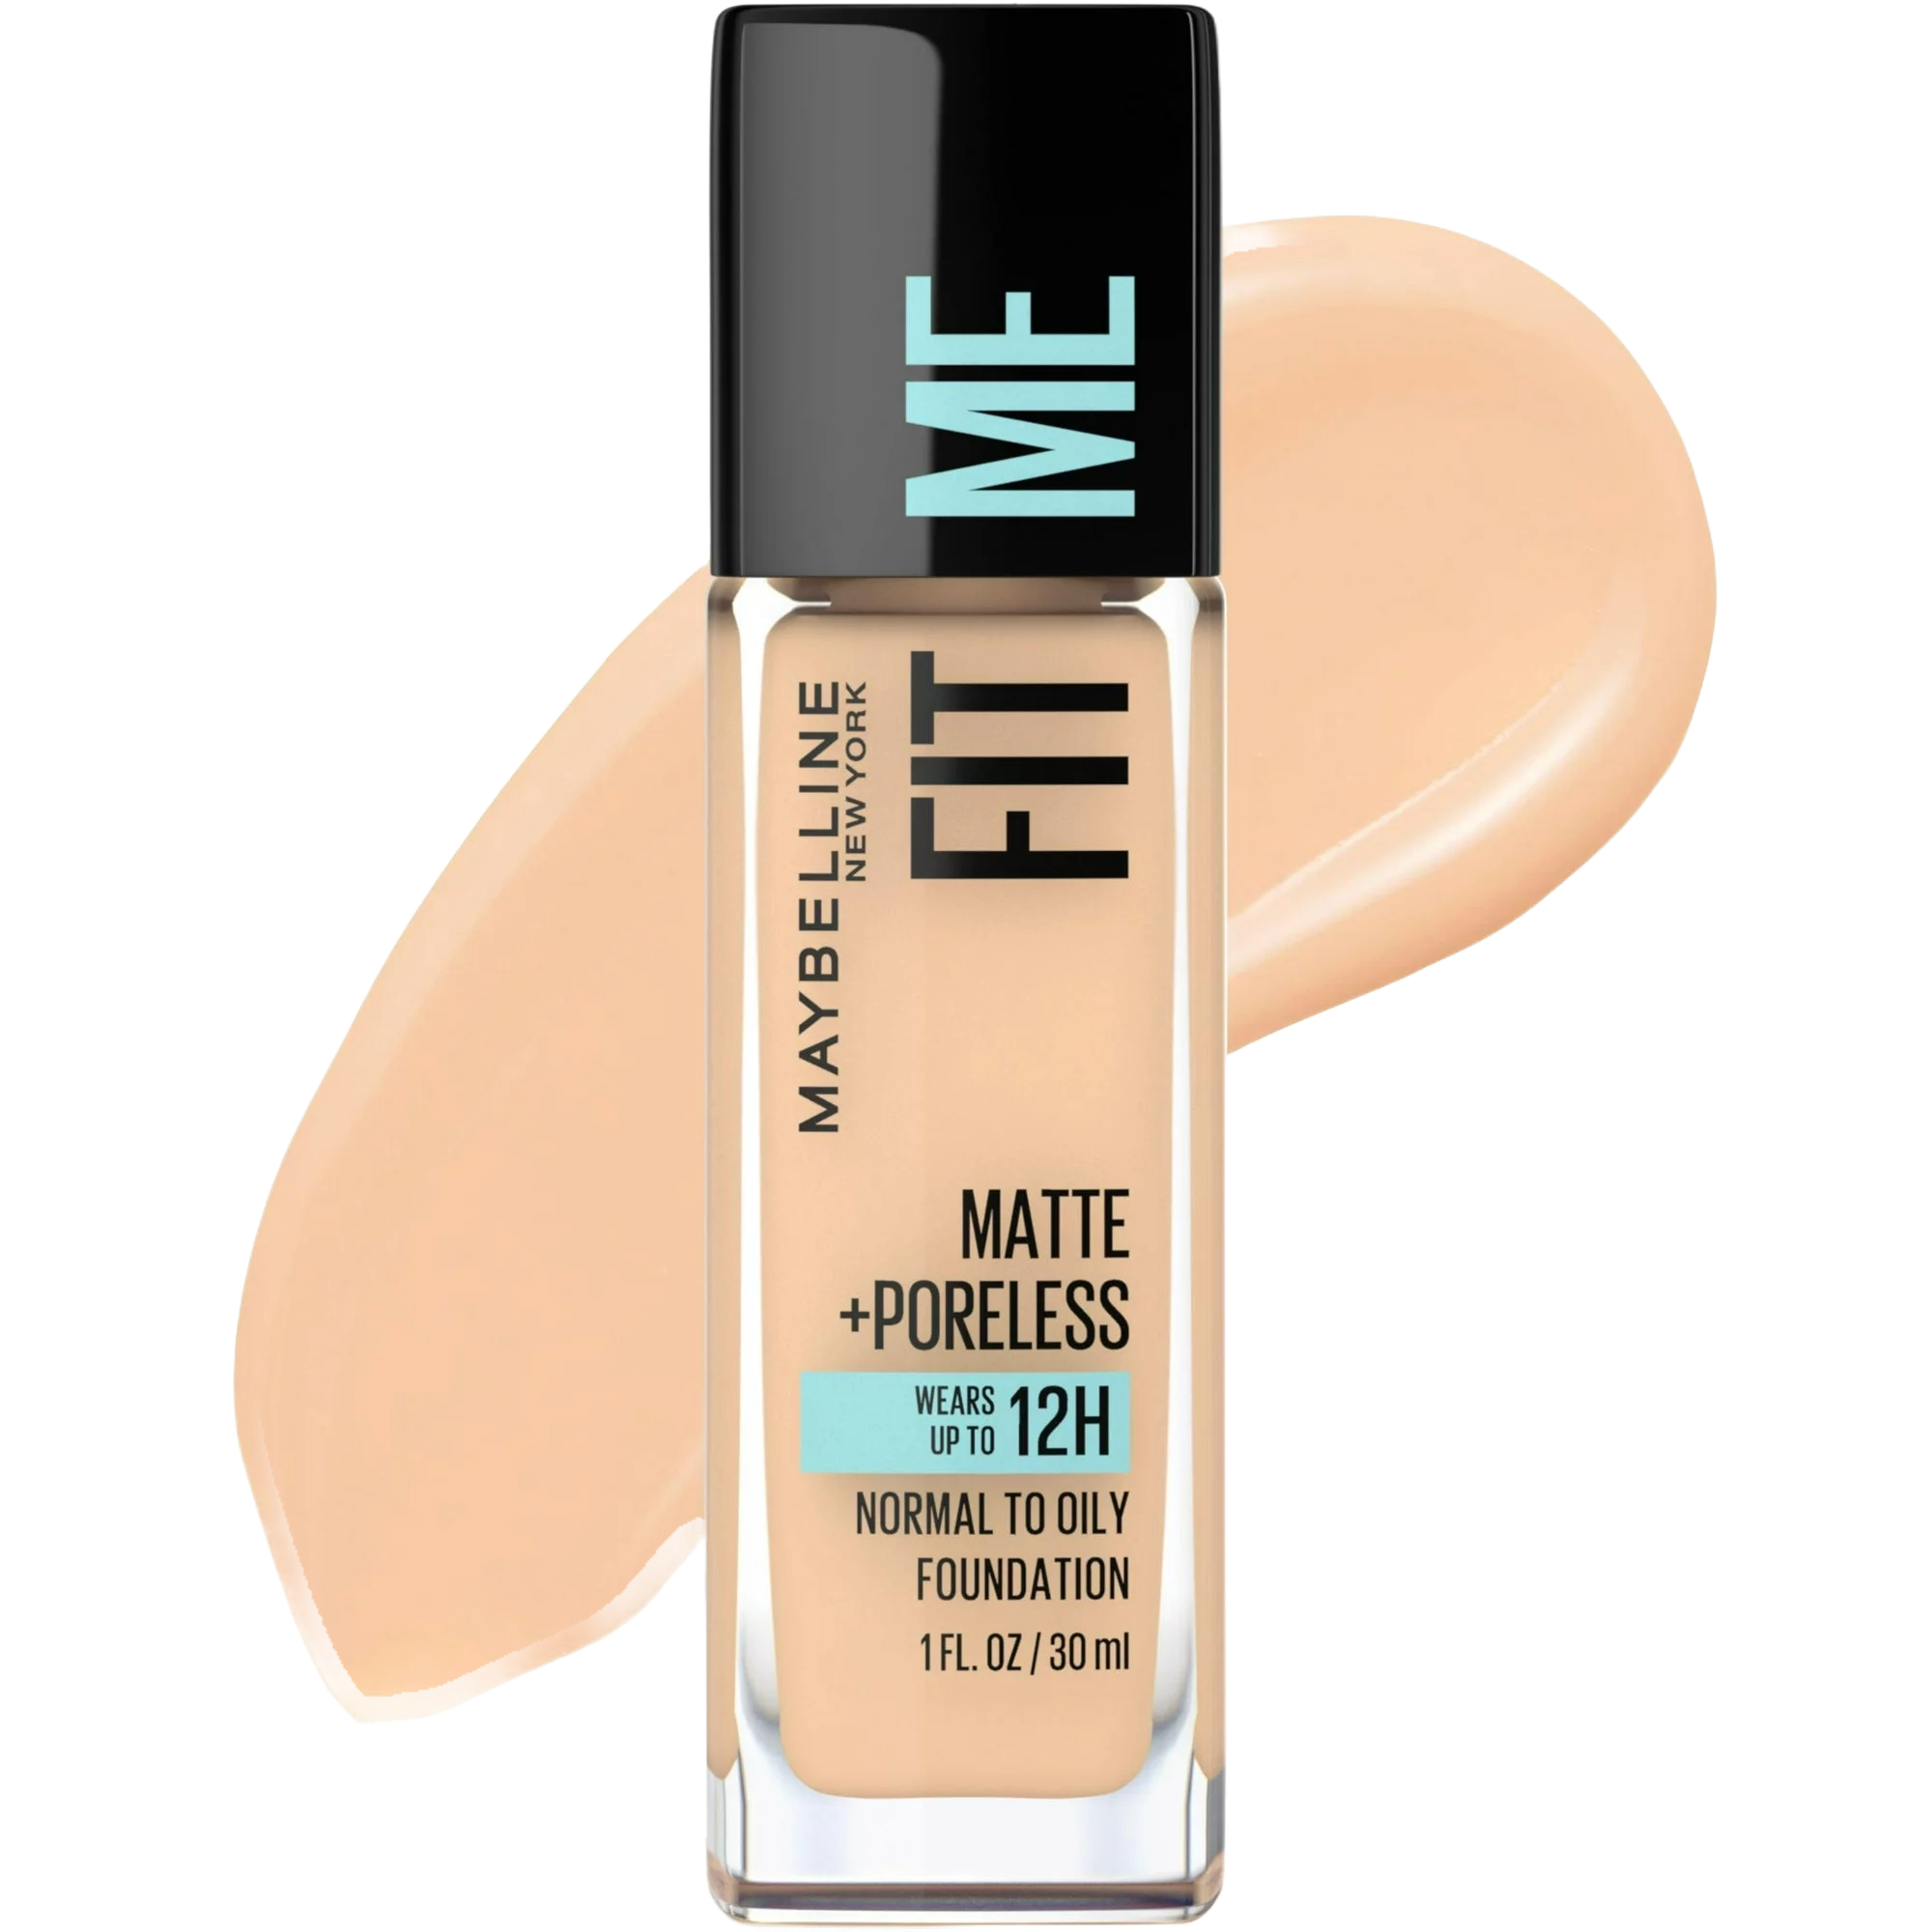 FIT ME
MAYBELLINE
NEW YORK
MATTE
+PORELESS
WEARS
UP TO 12H
NORMAL TO OILY
FOUNDATION
1 FL. OZ / 30 ml